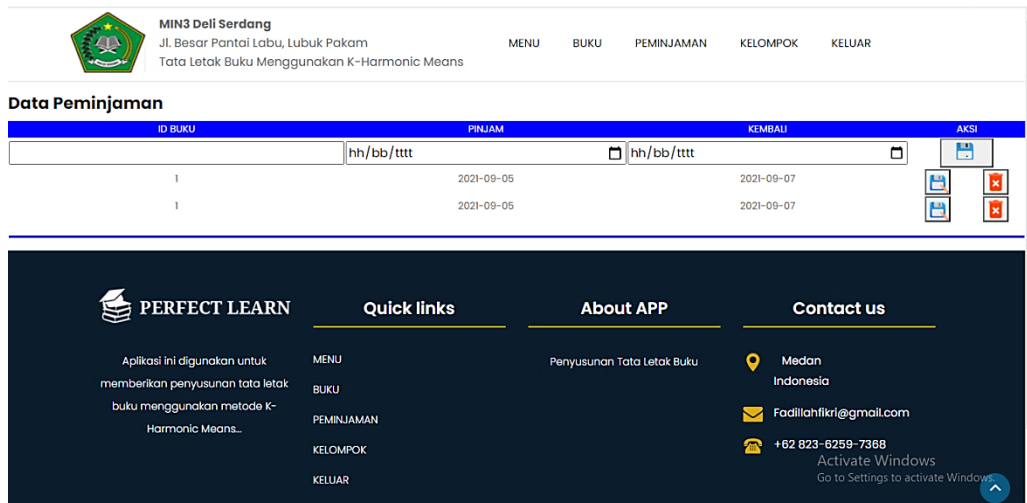 MIN3 Deli Serdang
Jl. Besar Pantai Labu, Lubuk Pakam
Tata Letak Buku Menggunakan K-Harmonic Means
MENU BUKU PEMINJAMAN KELOMPOK KELUAR
Data Peminjaman
ID BUKU PINJAM KEMBALI AKSI
hh/bb/tttt hh/bb/tttt
1 2021-09-05 2021-09-07
1 2021-09-05 2021-09-07
PERFECT LEARN
Aplikasi ini digunakan untuk
memberikan penyusunan tata letak
buku menggunakan metode K-
Harmonic Means...
Quick links
MENU
BUKU
PEMINJAMAN
KELOMPOK
KELUAR
About APP
Penyusunan Tata Letak Buku
Contact us
Medan
Indonesia
Fadillahfikri@gmail.com
+62 823-6259-7368
Activate Windows
Go to Settings to activate Windows.